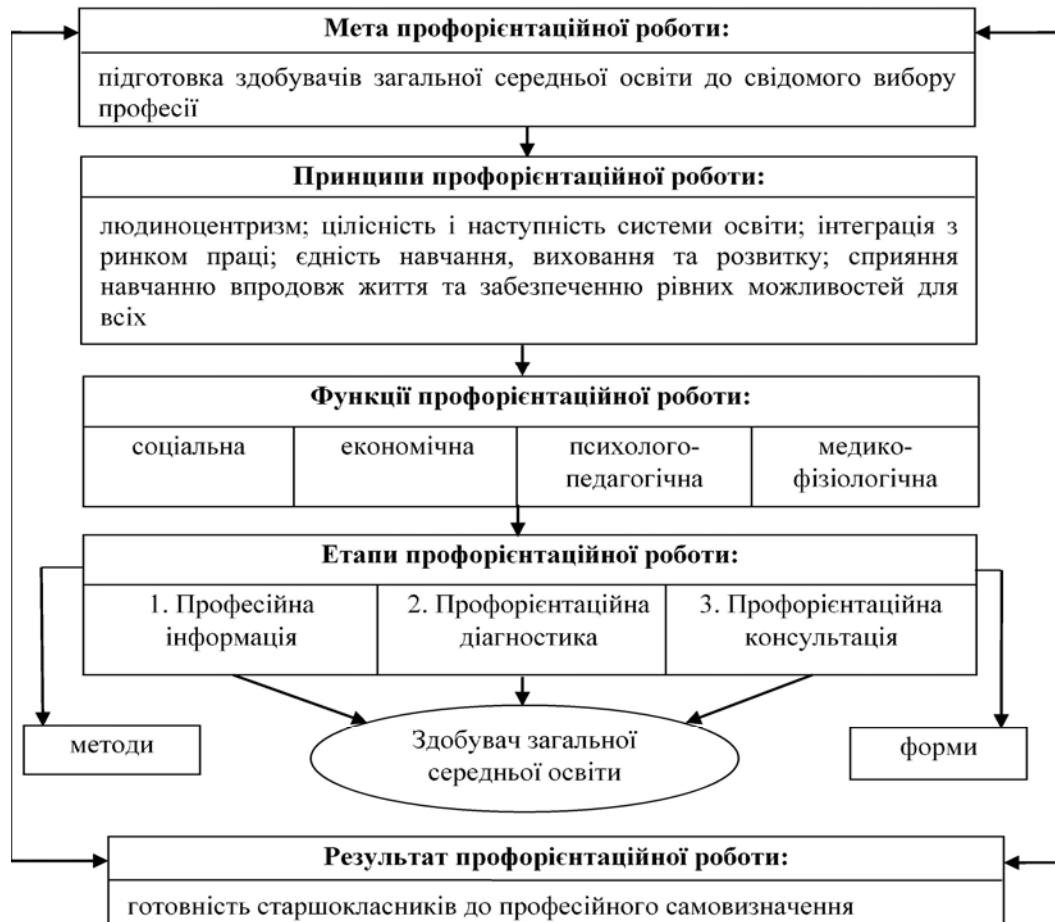 Мета профорієнтаційної роботи:
підготовка здобувачів загальної середньої освіти до свідомого вибору
професії
Принципи профорієнтаційної роботи:
людиноцентризм; цілісність і наступність системи освіти; інтеграція з
ринком праці; єдність навчання, виховання та розвитку; сприяння
навчанню впродовж життя та забезпеченню рівних можливостей для
всіх
Функції профорієнтаційної роботи:
соціальна
економічна
психолого-
педагогічна
медико-
фізіологічна
Етапи профорієнтаційної роботи:
1. Професійна
інформація
2. Профорієнтаційна
діагностика
3. Профорієнтаційна
консультація
методи
Здобувач загальної
середньої освіти
форми
Результат профорієнтаційної роботи:
готовність старшокласників до професійного самовизначення